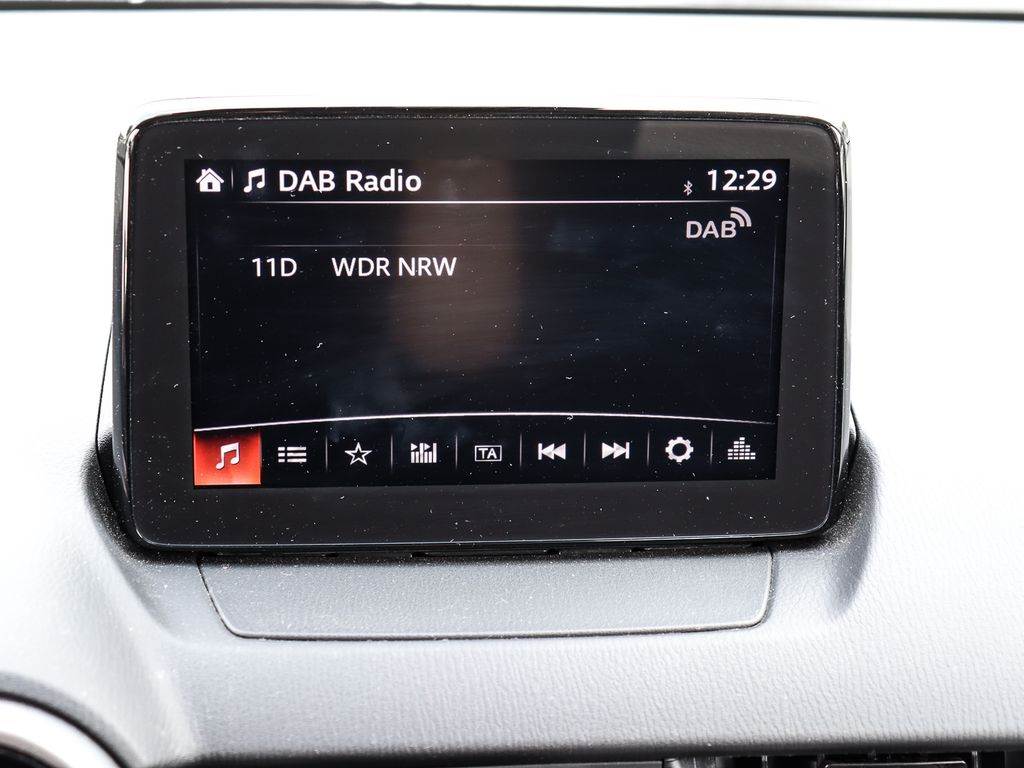 DAB Radio 12:29
DAB
11D WDR NRW
TA